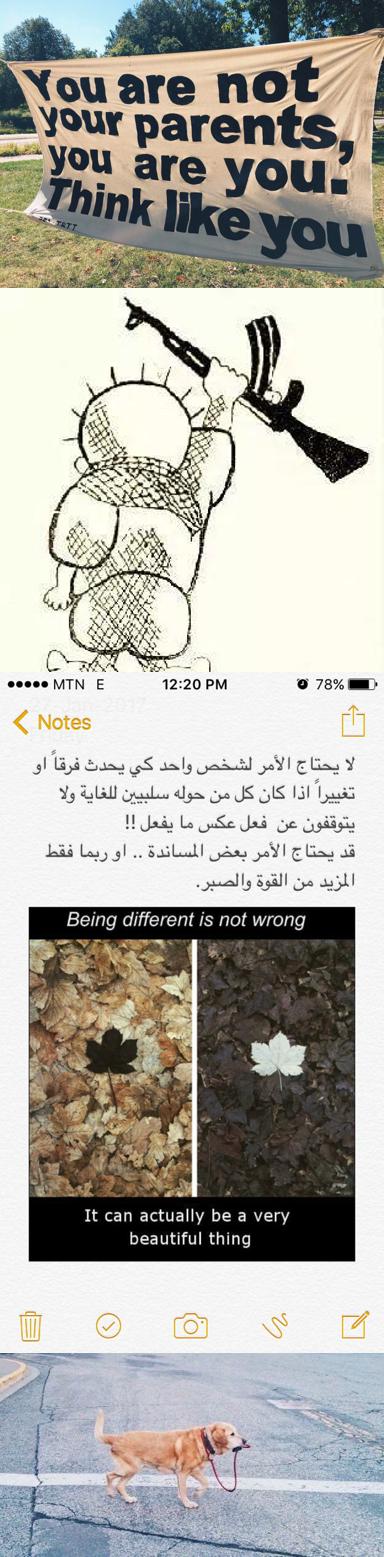 You are not
your parents,
you are you.
Think like you
MTN E
12:20 PM
78%
Notes
لا يحتاج الأمر لشخص واحد كي يحدث فرقاً او
تغييراً اذا كان كل من حوله سلبيين للغاية ولا
يتوقفون عن فعل عكس ما يفعل !!
قد يحتاج الأمر بعض المساندة .. او ربما فقط
المزيد من القوة والصبر.
Being different is not wrong
It can actually be a very
beautiful thing